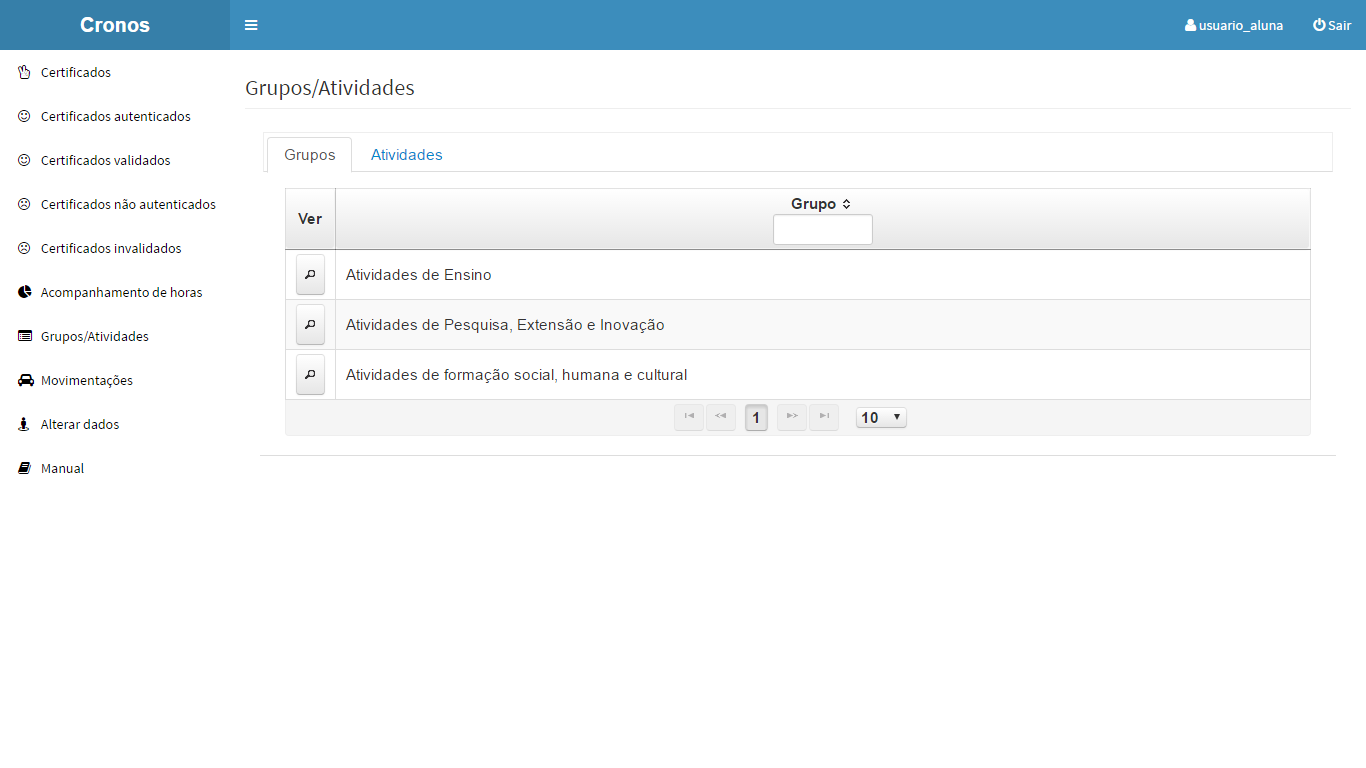 Cronos
usuario_aluna
Sair
Certificados
Certificados autenticados
Certificados validados
Certificados não autenticados
Certificados invalidados
Acompanhamento de horas
Grupos/Atividades
Movimentações
Alterar dados
Manual
Grupos/Atividades
Grupos
Atividades
Ver
Grupo
Atividades de Ensino
Atividades de Pesquisa, Extensão e Inovação
Atividades de formação social, humana e cultural
1
10